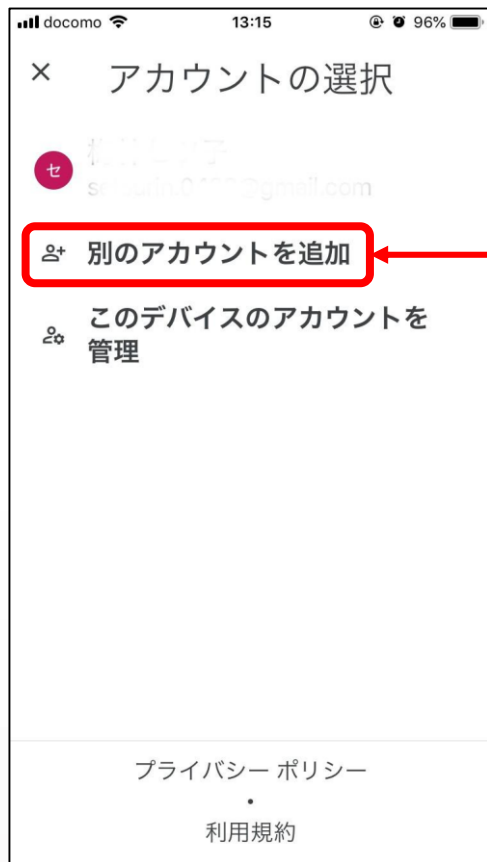 docomo 13:15 96%
× アカウントの選択
セ
@gmail.com
別のアカウントを追加
このデバイスのアカウントを
管理
プライバシー ポリシー
•
利用規約